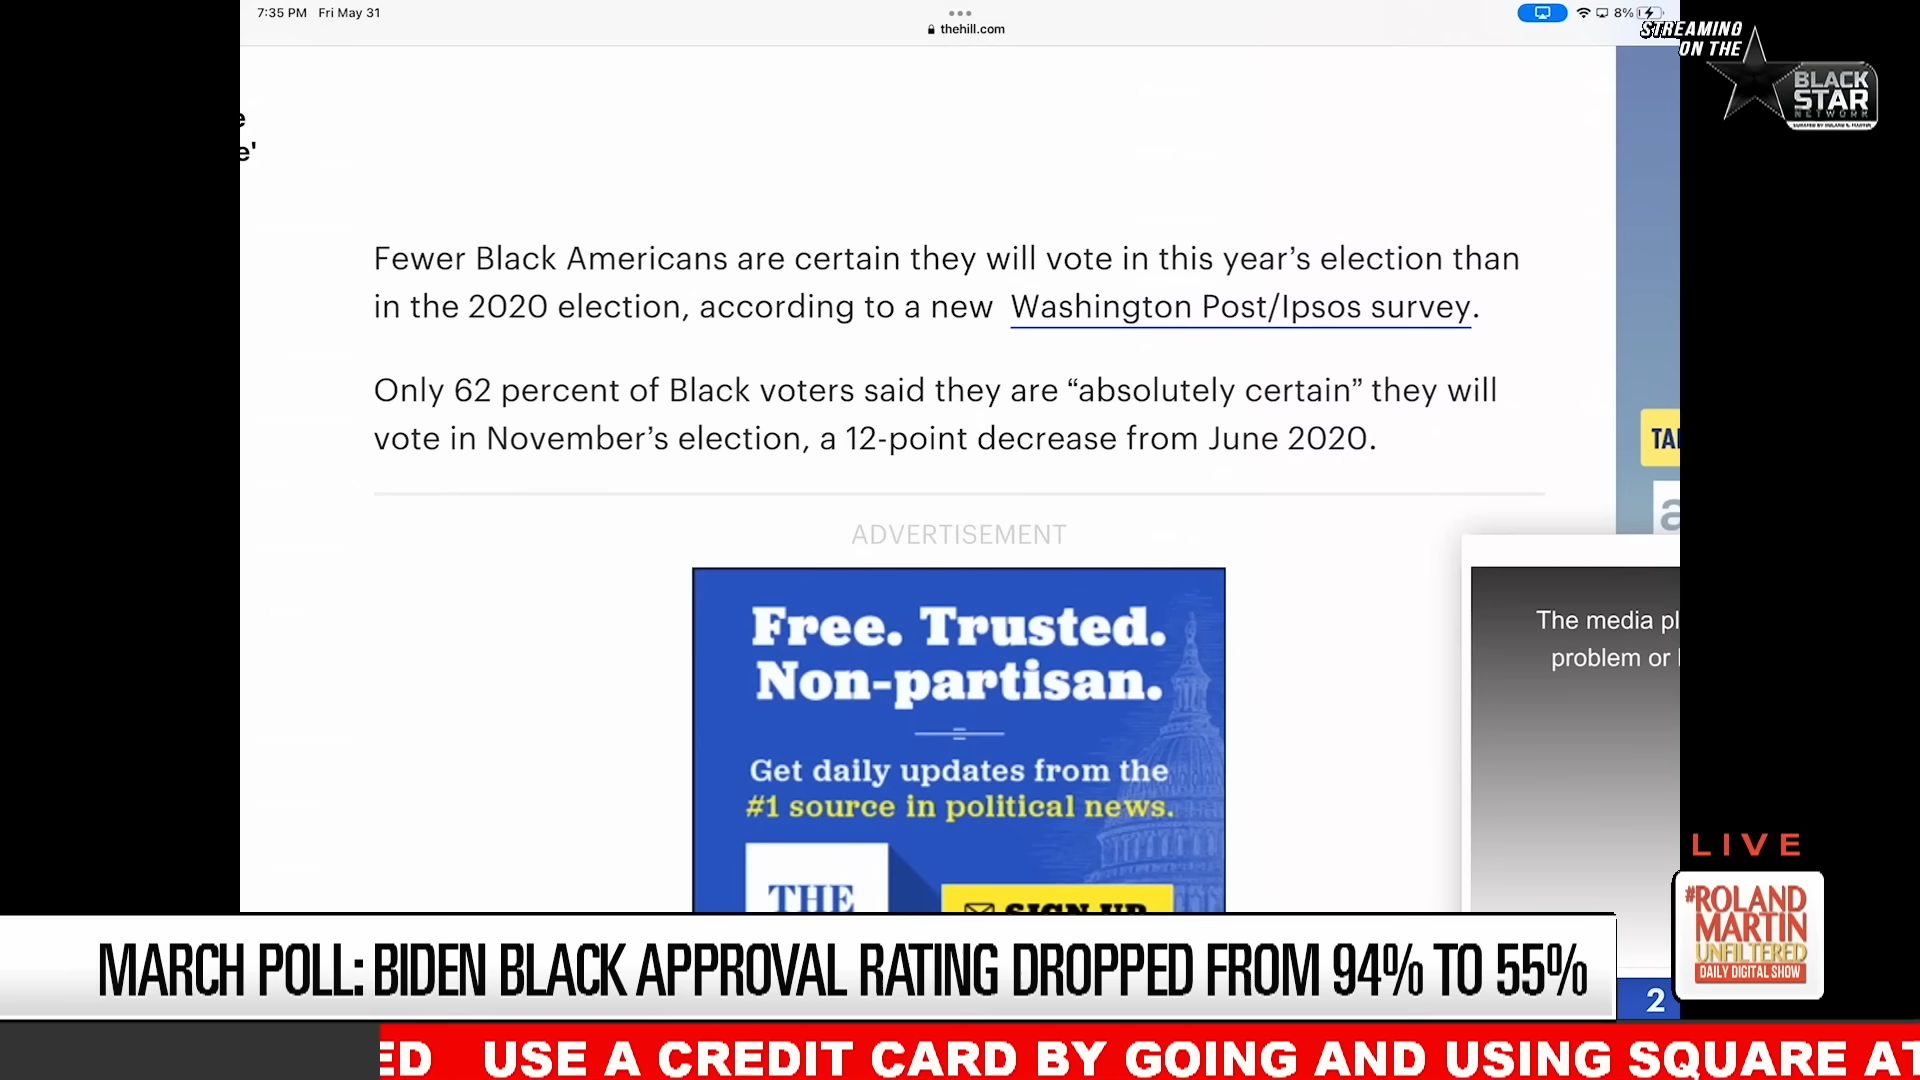 7:35 PM Fri May 31
thehill.com
8%
STREAMING
ON THE
BLACK
STAR
NETWORK
e
e'
Fewer Black Americans are certain they will vote in this year’s election than
in the 2020 election, according to a new Washington Post/Ipsos survey.
Only 62 percent of Black voters said they are “absolutely certain” they will
vote in November’s election, a 12-point decrease from June 2020.
TA
a
ADVERTISEMENT
Free. Trusted.
Non-partisan.
Get daily updates from the
#1 source in political news.
THE
SIGN UP
The media pl
problem or
LIVE
#ROLAND
MARTIN
UNFILTERED
DAILY DIGITAL SHOW
MARCH POLL: BIDEN BLACK APPROVAL RATING DROPPED FROM 94% TO 55%
2
ED USE A CREDIT CARD BY GOING AND USING SQUARE AT